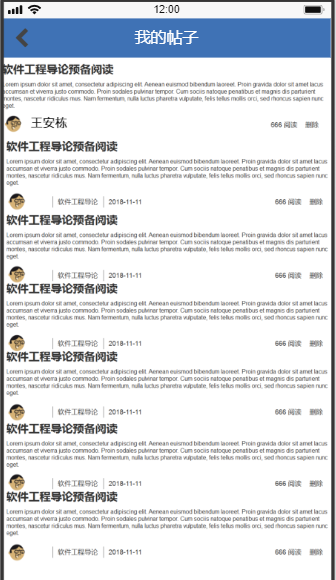 12:00
我的帖子
软件工程导论预备阅读
Lorem ipsum dolor sit amet, consectetur adipiscing elit. Aenean euismod bibendum laoreet. Proin gravida dolor sit amet lacus
accumsan et viverra justo commodo. Proin sodales pulvinar tempor. Cum sociis natoque penatibus et magnis dis parturient
montes, nascetur ridiculus mus. Nam fermentum, nulla luctus pharetra vulputate, felis tellus mollis orci, sed rhoncus sapien nunc
eget.
王安栋 666 阅读 删除
软件工程导论预备阅读
Lorem ipsum dolor sit amet, consectetur adipiscing elit. Aenean euismod bibendum laoreet. Proin gravida dolor sit amet lacus
accumsan et viverra justo commodo. Proin sodales pulvinar tempor. Cum sociis natoque penatibus et magnis dis parturient
montes, nascetur ridiculus mus. Nam fermentum, nulla luctus pharetra vulputate, felis tellus mollis orci, sed rhoncus sapien nunc
eget.
软件工程导论 2018-11-11 666 阅读 删除
软件工程导论预备阅读
Lorem ipsum dolor sit amet, consectetur adipiscing elit. Aenean euismod bibendum laoreet. Proin gravida dolor sit amet lacus
accumsan et viverra justo commodo. Proin sodales pulvinar tempor. Cum sociis natoque penatibus et magnis dis parturient
montes, nascetur ridiculus mus. Nam fermentum, nulla luctus pharetra vulputate, felis tellus mollis orci, sed rhoncus sapien nunc
eget.
软件工程导论 2018-11-11 666 阅读 删除
软件工程导论预备阅读
Lorem ipsum dolor sit amet, consectetur adipiscing elit. Aenean euismod bibendum laoreet. Proin gravida dolor sit amet lacus
accumsan et viverra justo commodo. Proin sodales pulvinar tempor. Cum sociis natoque penatibus et magnis dis parturient
montes, nascetur ridiculus mus. Nam fermentum, nulla luctus pharetra vulputate, felis tellus mollis orci, sed rhoncus sapien nunc
eget.
软件工程导论 2018-11-11 666 阅读 删除
软件工程导论预备阅读
Lorem ipsum dolor sit amet, consectetur adipiscing elit. Aenean euismod bibendum laoreet. Proin gravida dolor sit amet lacus
accumsan et viverra justo commodo. Proin sodales pulvinar tempor. Cum sociis natoque penatibus et magnis dis parturient
montes, nascetur ridiculus mus. Nam fermentum, nulla luctus pharetra vulputate, felis tellus mollis orci, sed rhoncus sapien nunc
eget.
软件工程导论 2018-11-11 666 阅读 删除
软件工程导论预备阅读
Lorem ipsum dolor sit amet, consectetur adipiscing elit. Aenean euismod bibendum laoreet. Proin gravida dolor sit amet lacus
accumsan et viverra justo commodo. Proin sodales pulvinar tempor. Cum sociis natoque penatibus et magnis dis parturient
montes, nascetur ridiculus mus. Nam fermentum, nulla luctus pharetra vulputate, felis tellus mollis orci, sed rhoncus sapien nunc
eget.
软件工程导论 2018-11-11 666 阅读 删除
软件工程导论预备阅读
Lorem ipsum dolor sit amet, consectetur adipiscing elit. Aenean euismod bibendum laoreet. Proin gravida dolor sit amet lacus
accumsan et viverra justo commodo. Proin sodales pulvinar tempor. Cum sociis natoque penatibus et magnis dis parturient
montes, nascetur ridiculus mus. Nam fermentum, nulla luctus pharetra vulputate, felis tellus mollis orci, sed rhoncus sapien nunc
eget.
软件工程导论 2018-11-11 666 阅读 删除